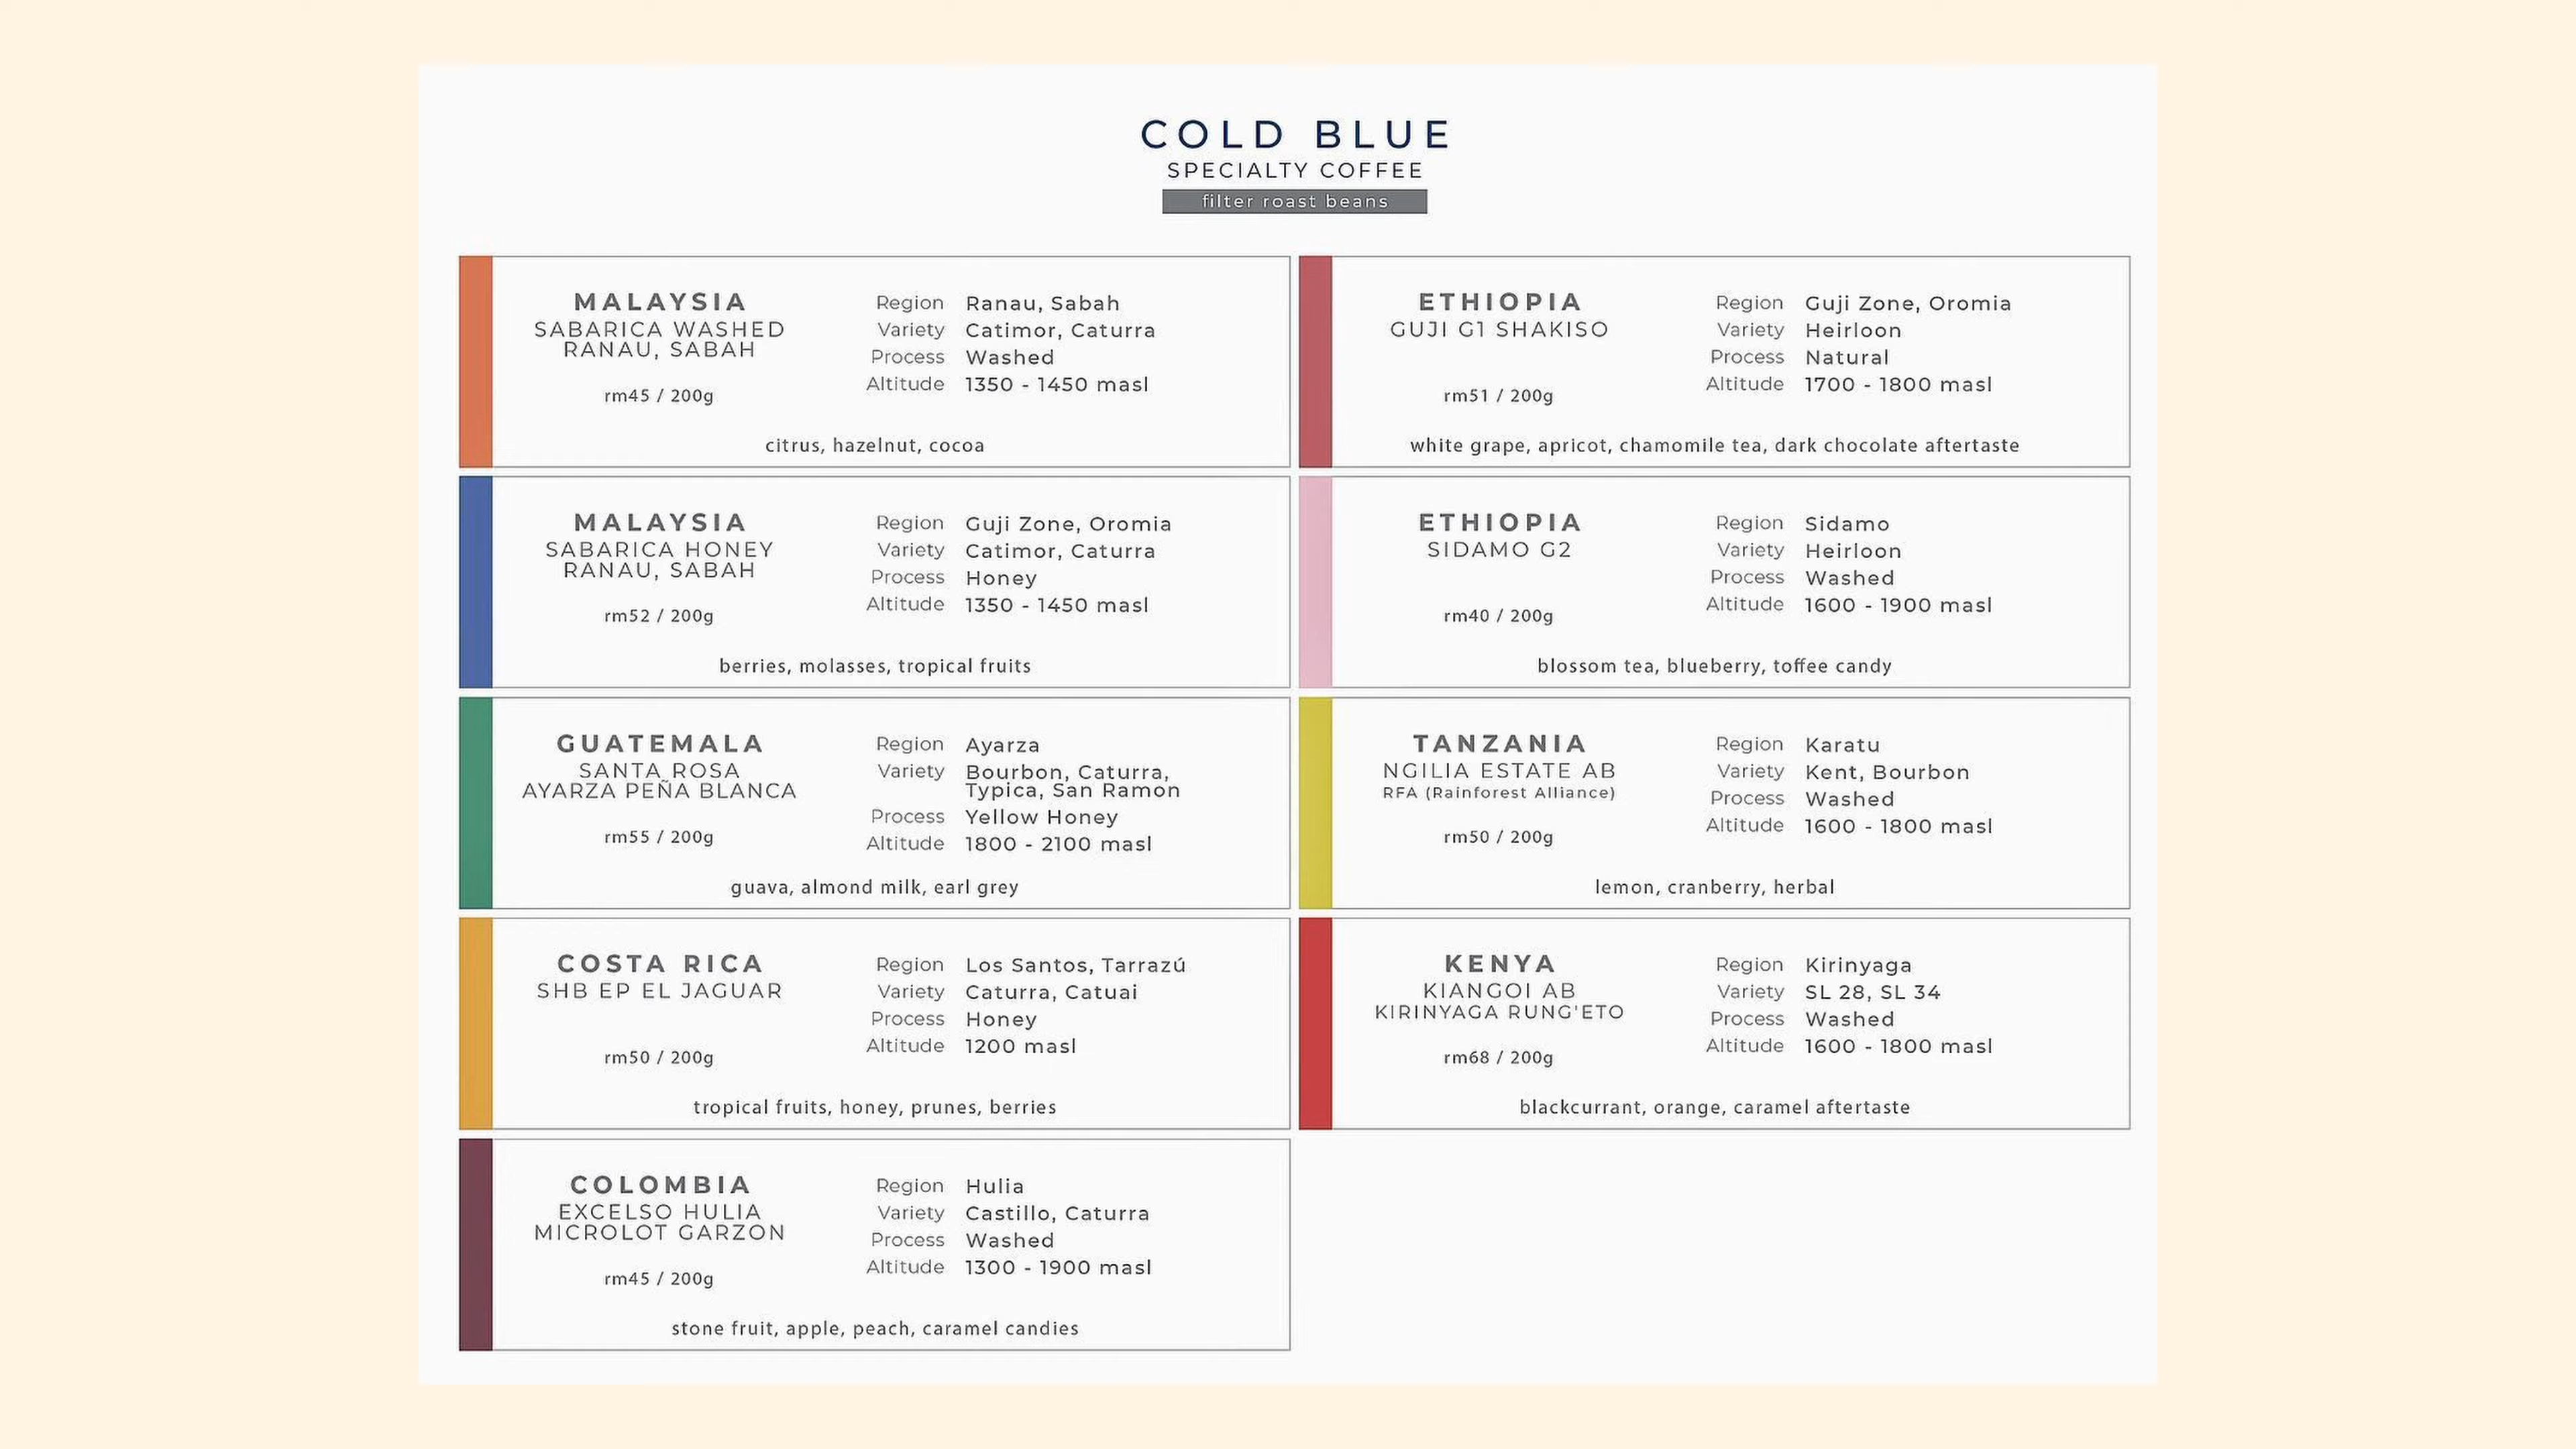 COLD BLUE
SPECIALTY COFFEE
filter roast beans
MALAYSIA
SABARICA WASHED
RANAU, SABAH
rm45 / 200g
Region Ranau, Sabah
Variety Catimor, Caturra
Process Washed
Altitude 1350 - 1450 masl
citrus, hazelnut, cocoa
ETHIOPIA
GUJI G1 SHAKISO
rm51 / 200g
Region Guji Zone, Oromia
Variety Heirloon
Process Natural
Altitude 1700 - 1800 masl
white grape, apricot, chamomile tea, dark chocolate aftertaste
MALAYSIA
SABARICA HONEY
RANAU, SABAH
rm52 / 200g
Region Guji Zone, Oromia
Variety Catimor, Caturra
Process Honey
Altitude 1350 - 1450 masl
berries, molasses, tropical fruits
ETHIOPIA
SIDAMO G2
rm40 / 200g
Region Sidamo
Variety Heirloon
Process Washed
Altitude 1600 - 1900 masl
blossom tea, blueberry, toffee candy
GUATEMALA
SANTA ROSA
AYARZA PEÑA BLANCA
rm55 / 200g
Region Ayarza
Variety Bourbon, Caturra,
Typica, San Ramon
Process Yellow Honey
Altitude 1800 - 2100 masl
guava, almond milk, earl grey
TANZANIA
NGILIA ESTATE AB
RFA (Rainforest Alliance)
rm50 / 200g
Region Karatu
Variety Kent, Bourbon
Process Washed
Altitude 1600 - 1800 masl
lemon, cranberry, herbal
COSTA RICA
SHB EP EL JAGUAR
rm50 / 200g
Region Los Santos, Tarrazú
Variety Caturra, Catuai
Process Honey
Altitude 1200 masl
tropical fruits, honey, prunes, berries
KENYA
KIANGOI AB
KIRINYAGA RUNG'ETO
rm68 / 200g
Region Kirinyaga
Variety SL 28, SL 34
Process Washed
Altitude 1600 - 1800 masl
blackcurrant, orange, caramel aftertaste
COLOMBIA
EXCELSO HULIA
MICROLOT GARZON
rm45 / 200g
Region Hulia
Variety Castillo, Caturra
Process Washed
Altitude 1300 - 1900 masl
stone fruit, apple, peach, caramel candies